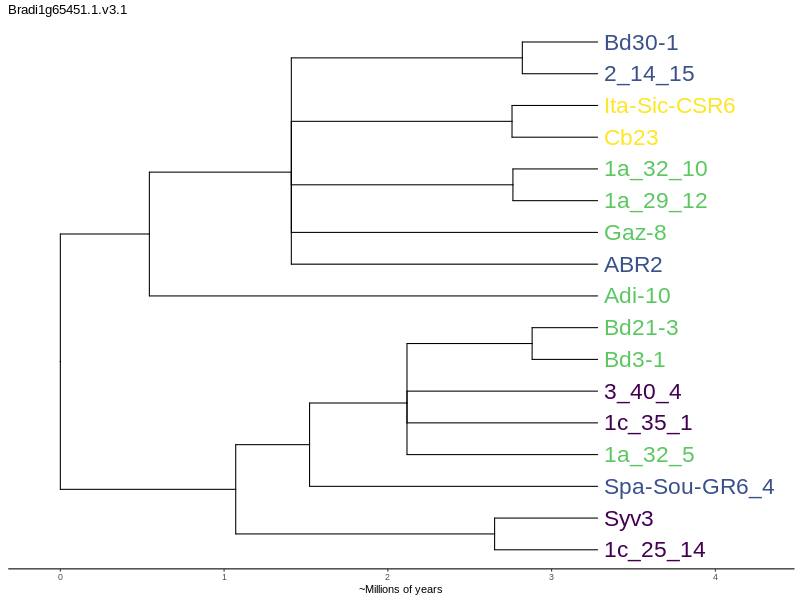 Bradi1g65451.1.v3.1
Bd30-1
2_14_15
Ita-Sic-CSR6
Cb23
1a_32_10
1a_29_12
Gaz-8
ABR2
Adi-10
Bd21-3
Bd3-1
3_40_4
1c_35_1
1a_32_5
Spa-Sou-GR6_4
Syv3
1c_25_14
0 1 2 3 4
~Millions of years